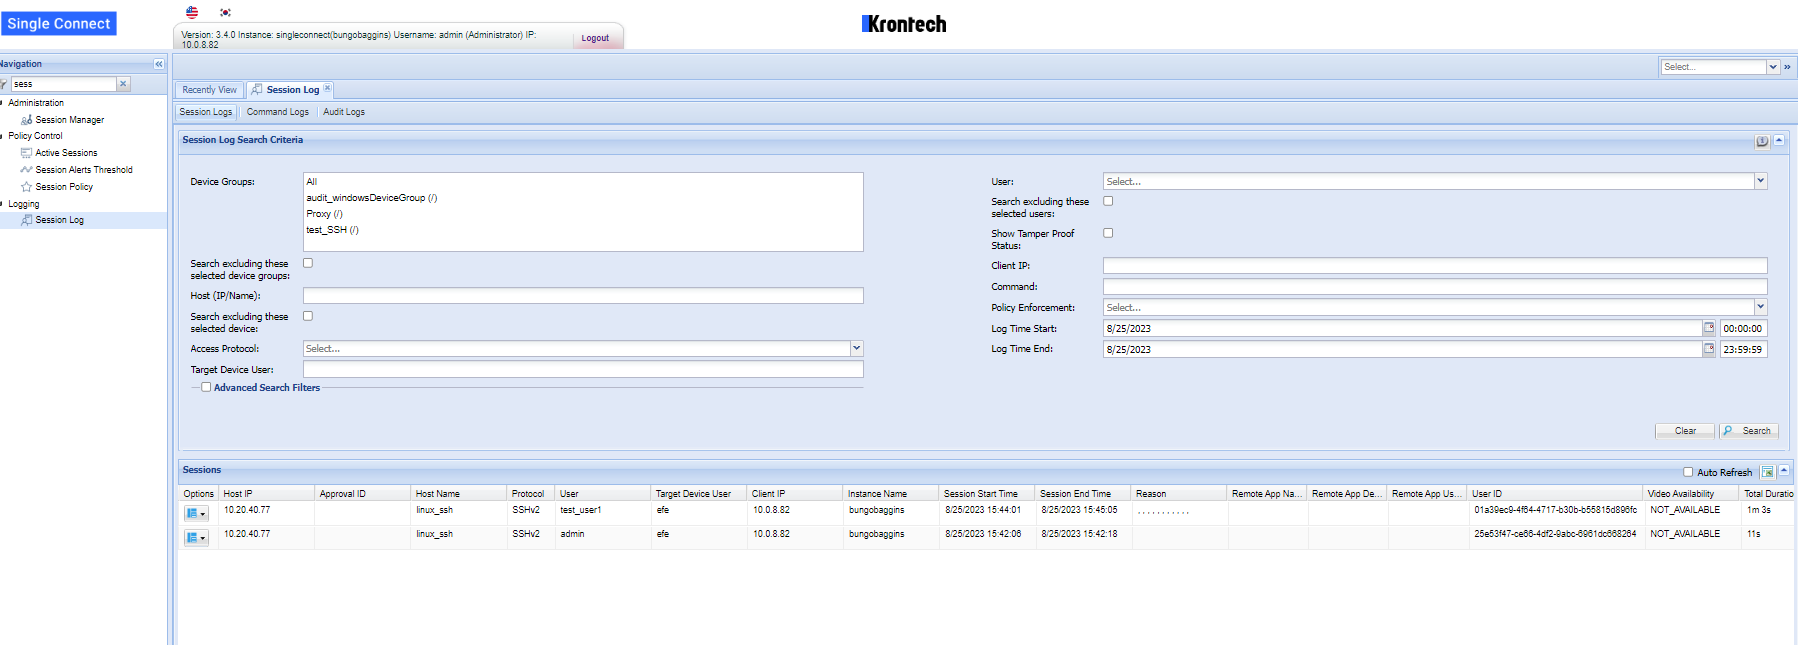 Single Connect
Version: 3.4.0 Instance: singleconnect(bungobaggins) Username: admin (Administrator) IP:
10.0.8.82
Logout
Krontech
Navigation
sess
Administration
Session Manager
Policy Control
Active Sessions
Session Alerts Threshold
Session Policy
Logging
Session Log
Select...
Recently View
Session Log
Session Logs
Command Logs
Audit Logs
Session Log Search Criteria
Device Groups:
All
audit_windowsDeviceGroup (/)
Proxy (/)
test_SSH (/)
Search excluding these
selected device groups:
Host (IP/Name):
Search excluding these
selected device:
Access Protocol:
Select...
Target Device User:
Advanced Search Filters
User:
Select...
Search excluding these
selected users:
Show Tamper Proof
Status:
Client IP:
Command:
Policy Enforcement:
Select...
Log Time Start:
8/25/2023
00:00:00
Log Time End:
8/25/2023
23:59:59
Clear
Search
Sessions
Auto Refresh
Options Host IP Approval ID Host Name Protocol User Target Device User Client IP Instance Name Session Start Time Session End Time Reason Remote App Na... Remote App De... Remote App Us... User ID Video Availability Total Duratio
10.20.40.77 linux_ssh SSHv2 test_user1 efe 10.0.8.82 bungobaggins 8/25/2023 15:44:01 8/25/2023 15:45:05 ........... 01a39ec9-4f64-4717-b30b-b55815d896fc NOT_AVAILABLE 1m 3s
10.20.40.77 linux_ssh SSHv2 admin efe 10.0.8.82 bungobaggins 8/25/2023 15:42:06 8/25/2023 15:42:18 25e53f47-ce66-4df2-9abc-6961dc668264 NOT_AVAILABLE 11s